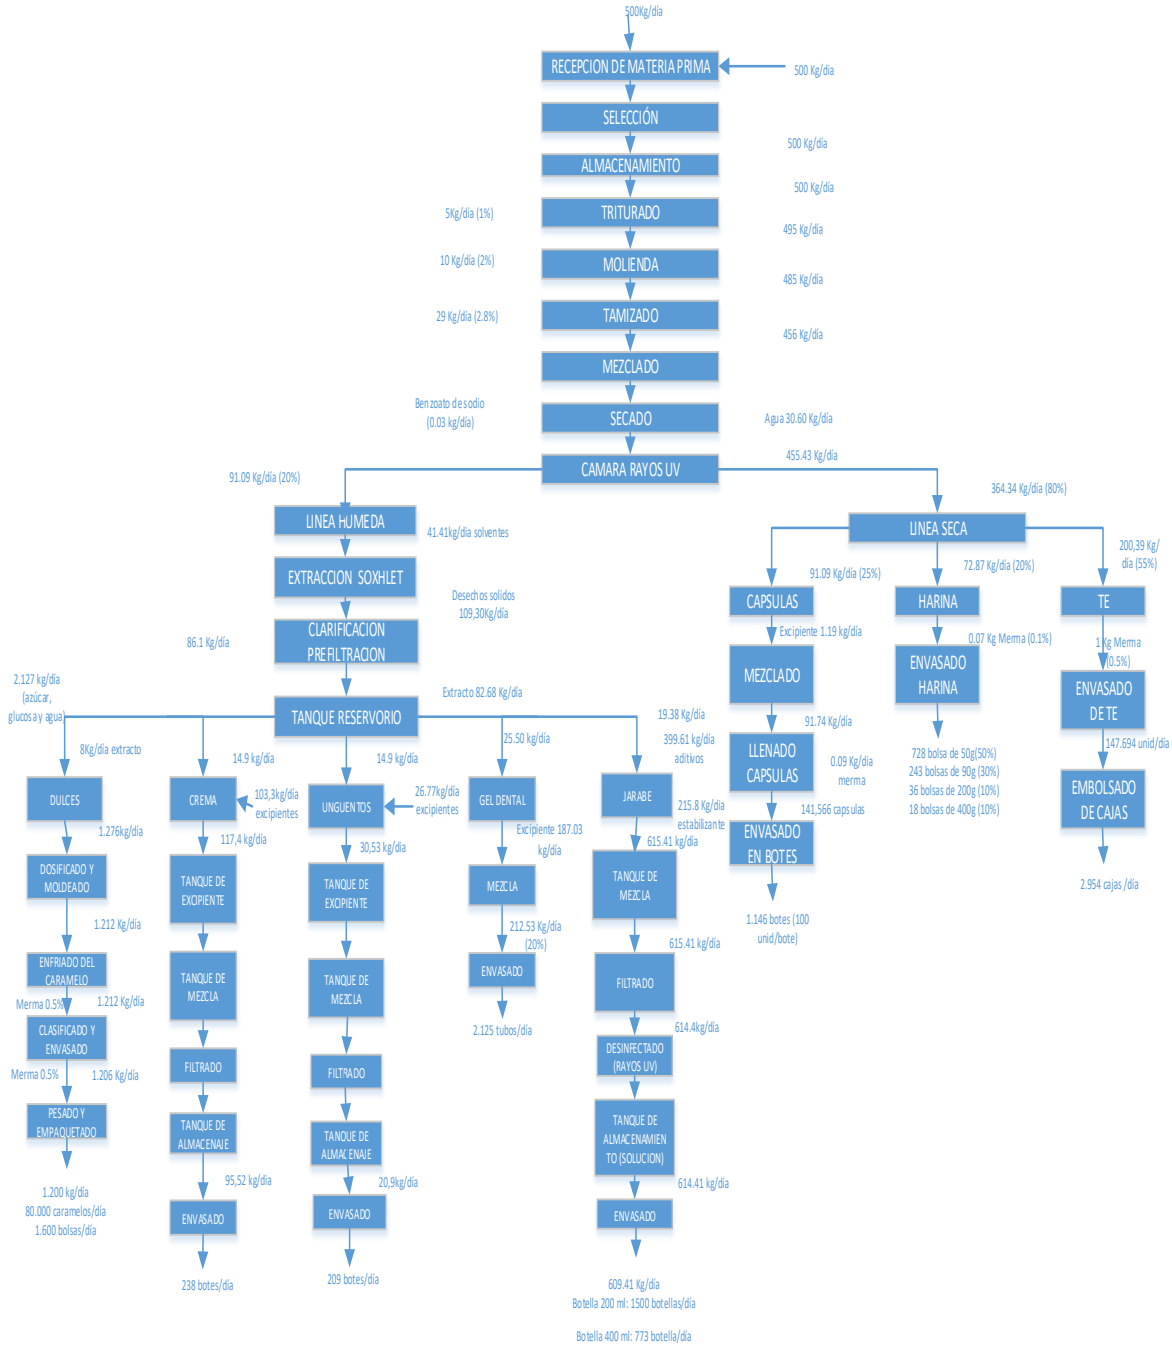 500Kg/día
RECEPCION DE MATERIA PRIMA
500 Kg/dia
SELECCIÓN
500 Kg/día
ALMACENAMIENTO
500 Kg/día
TRITURADO
5Kg/día (1%)
495 Kg/día
MOLIENDA
10 Kg/día (2%)
485 Kg/día
TAMIZADO
29 Kg/día (2.8%)
456 Kg/día
MEZCLADO
Benzoato de sodio
(0.03 kg/día)
SECADO
Agua 30.60 Kg/día
CAMARA RAYOS UV
455.43 Kg/día
91.09 Kg/día (20%)
364.34 Kg/día (80%)
LINEA HUMEDA
41.41kg/dia solventes
EXTRACCION SOXHLET
Desechos solidos
109,30Kg/día
CLARIFICACION
PREFILTRACION
86.1 Kg/día
Extracto 82.68 Kg/día
TANQUE RESERVORIO
2.127 kg/día
(azúcar,
glucosa y agua)
8Kg/día extracto
DULCES
1.276kg/día
DOSIFICADO Y
MOLDEADO
1.212 Kg/día
ENFRIADO DEL
CARAMELO
Merma 0.5%
1.212 Kg/día
CLASIFICADO Y
ENVASADO
Merma 0.5%
1.206 Kg/día
PESADO Y
EMPAQUETADO
1.200 kg/día
80.000 caramelos/día
1.600 bolsas/día
14.9 kg/día
CREMA
103,3kg/día
excipientes
117,4 kg/día
TANQUE DE
EXCIPIENTE
TANQUE DE
MEZCLA
FILTRADO
TANQUE DE
ALMACENAJE
95,52 kg/dia
ENVASADO
238 botes/día
14.9 kg/día
UNGUENTOS
26.77kg/día
excipientes
30,53 kg/día
TANQUE DE
EXCIPIENTE
TANQUE DE
MEZCLA
FILTRADO
TANQUE DE
ALMACENAJE
20,9kg/día
ENVASADO
209 botes/día
25.50 kg/día
GEL DENTAL
Excipiente 187.03
kg/día
MEZCLA
212.53 Kg/día
(20%)
ENVASADO
2.125 tubos/día
19.38 Kg/día
399.61 kg/día
aditivos
JARABE
215.8 Kg/día
estabilizante
615.41 kg/día
TANQUE DE
MEZCLA
615.41 kg/día
FILTRADO
614.4kg/día
DESINFECTADO
(RAYOS UV)
TANQUE DE
ALMACENAMIEN
TO (SOLUCION)
614.41 kg/día
ENVASADO
609.41 Kg/día
Botella 200 ml: 1500 botellas/día
Botella 400 ml: 773 botella/día
LINEA SECA
91.09 Kg/día (25%)
CAPSULAS
Excipiente 1.19 kg/día
MEZCLADO
91.74 Kg/día
LLENADO
CAPSULAS
0.09 Kg/día
merma
141,566 capsulas
ENVASADO
EN BOTES
1.146 botes (100
unid/bote)
72.87 Kg/día (20%)
HARINA
0.07 Kg Merma (0.1%)
ENVASADO
HARINA
728 bolsa de 50g(50%)
243 bolsas de 90g (30%)
36 bolsas de 200g (10%)
18 bolsas de 400g (10%)
200,39 Kg/
día (55%)
TE
1 Kg Merma
(0.5%)
ENVASADO
DE TE
147.694 unid/día
EMBOLSADO
DE CAJAS
2.954 cajas /día